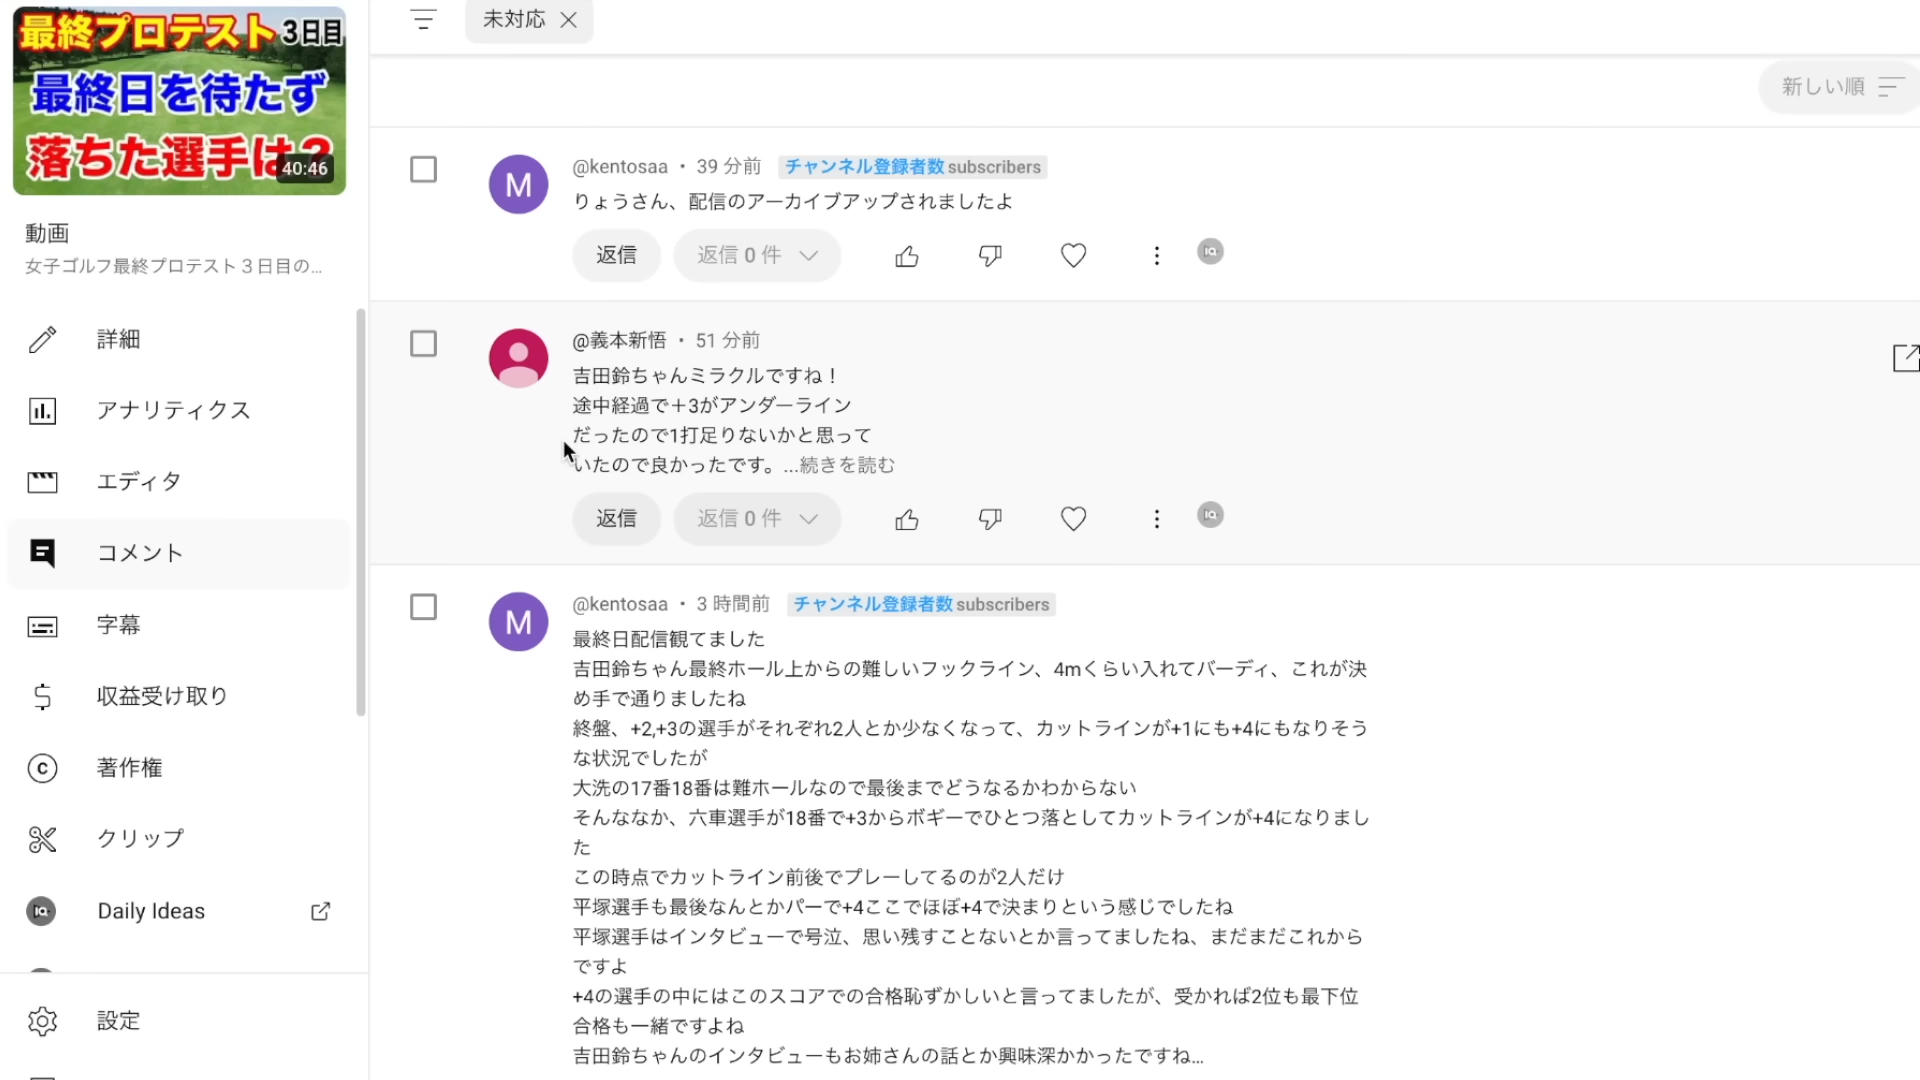 最終プロテスト3日目
最終日を待たず
落ちた選手は?
40:46
動画
女子ゴルフ最終プロテスト３日目の...
詳細
アナリティクス
エディタ
コメント
字幕
収益受け取り
著作権
クリップ
Daily Ideas
設定
未対応
新しい順
@kentosaa • 39 分前 チャンネル登録者数 subscribers
りょうさん、配信のアーカイブアップされましたよ
返信 返信 0 件
@義本新悟 • 51 分前
吉田鈴ちゃんミラクルですね！
途中経過で＋3がアンダーライン
だったので1打足りないかと思って
いたので良かったです。...続きを読む
返信 返信 0 件
@kentosaa • 3 時間前 チャンネル登録者数 subscribers
最終日配信観てました
吉田鈴ちゃん最終ホール上からの難しいフックライン、4mくらい入れてバーディ、これが決
め手で通りましたね
終盤、+2,+3の選手がそれぞれ2人とか少なくなって、カットラインが+1にも+4にもなりそう
な状況でしたが
大洗の17番18番は難ホールなので最後までどうなるかわからない
そんななか、六車選手が18番で+3からボギーでひとつ落としてカットラインが+4になりまし
た
この時点でカットライン前後でプレーしてるのが2人だけ
平塚選手も最後なんとかパーで+4ここでほぼ+4で決まりという感じでしたね
平塚選手はインタビューで号泣、思い残すことないとか言ってましたね、まだまだこれから
ですよ
+4の選手の中にはこのスコアでの合格恥ずかしいと言ってましたが、受かれば2位も最下位
合格も一緒ですよね
吉田鈴ちゃんのインタビューもお姉さんの話とか興味深かかったですね...